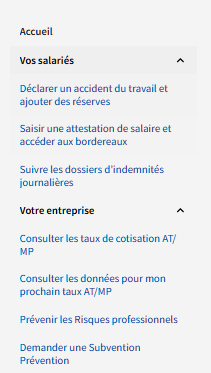 Accueil
Vos salariés
Déclarer un accident du travail et
ajouter des réserves
Saisir une attestation de salaire et
accéder aux bordereaux
Suivre les dossiers d'indemnités
journalières
Votre entreprise
Consulter les taux de cotisation AT/
MP
Consulter les données pour mon
prochain taux AT/MP
Prévenir les Risques professionnels
Demander une Subvention
Prévention